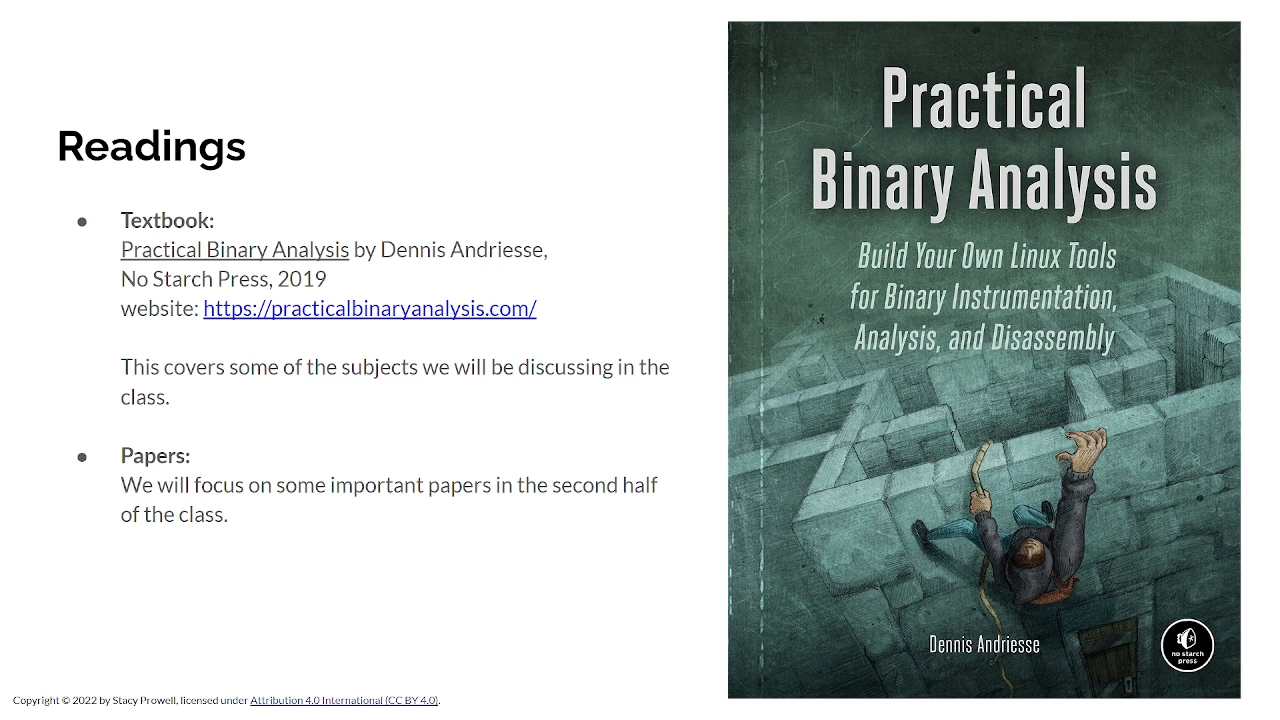 Readings
● Textbook:
Practical Binary Analysis by Dennis Andriesse,
No Starch Press, 2019
website: https://practicalbinaryanalysis.com/
This covers some of the subjects we will be discussing in the
class.
● Papers:
We will focus on some important papers in the second half
of the class.
Copyright © 2022 by Stacy Prowell, licensed under Attribution 4.0 International (CC BY 4.0).
Practical
Binary Analysis
Build Your Own Linux Tools
for Binary Instrumentation,
Analysis, and Disassembly
Dennis Andriesse
no starch
press